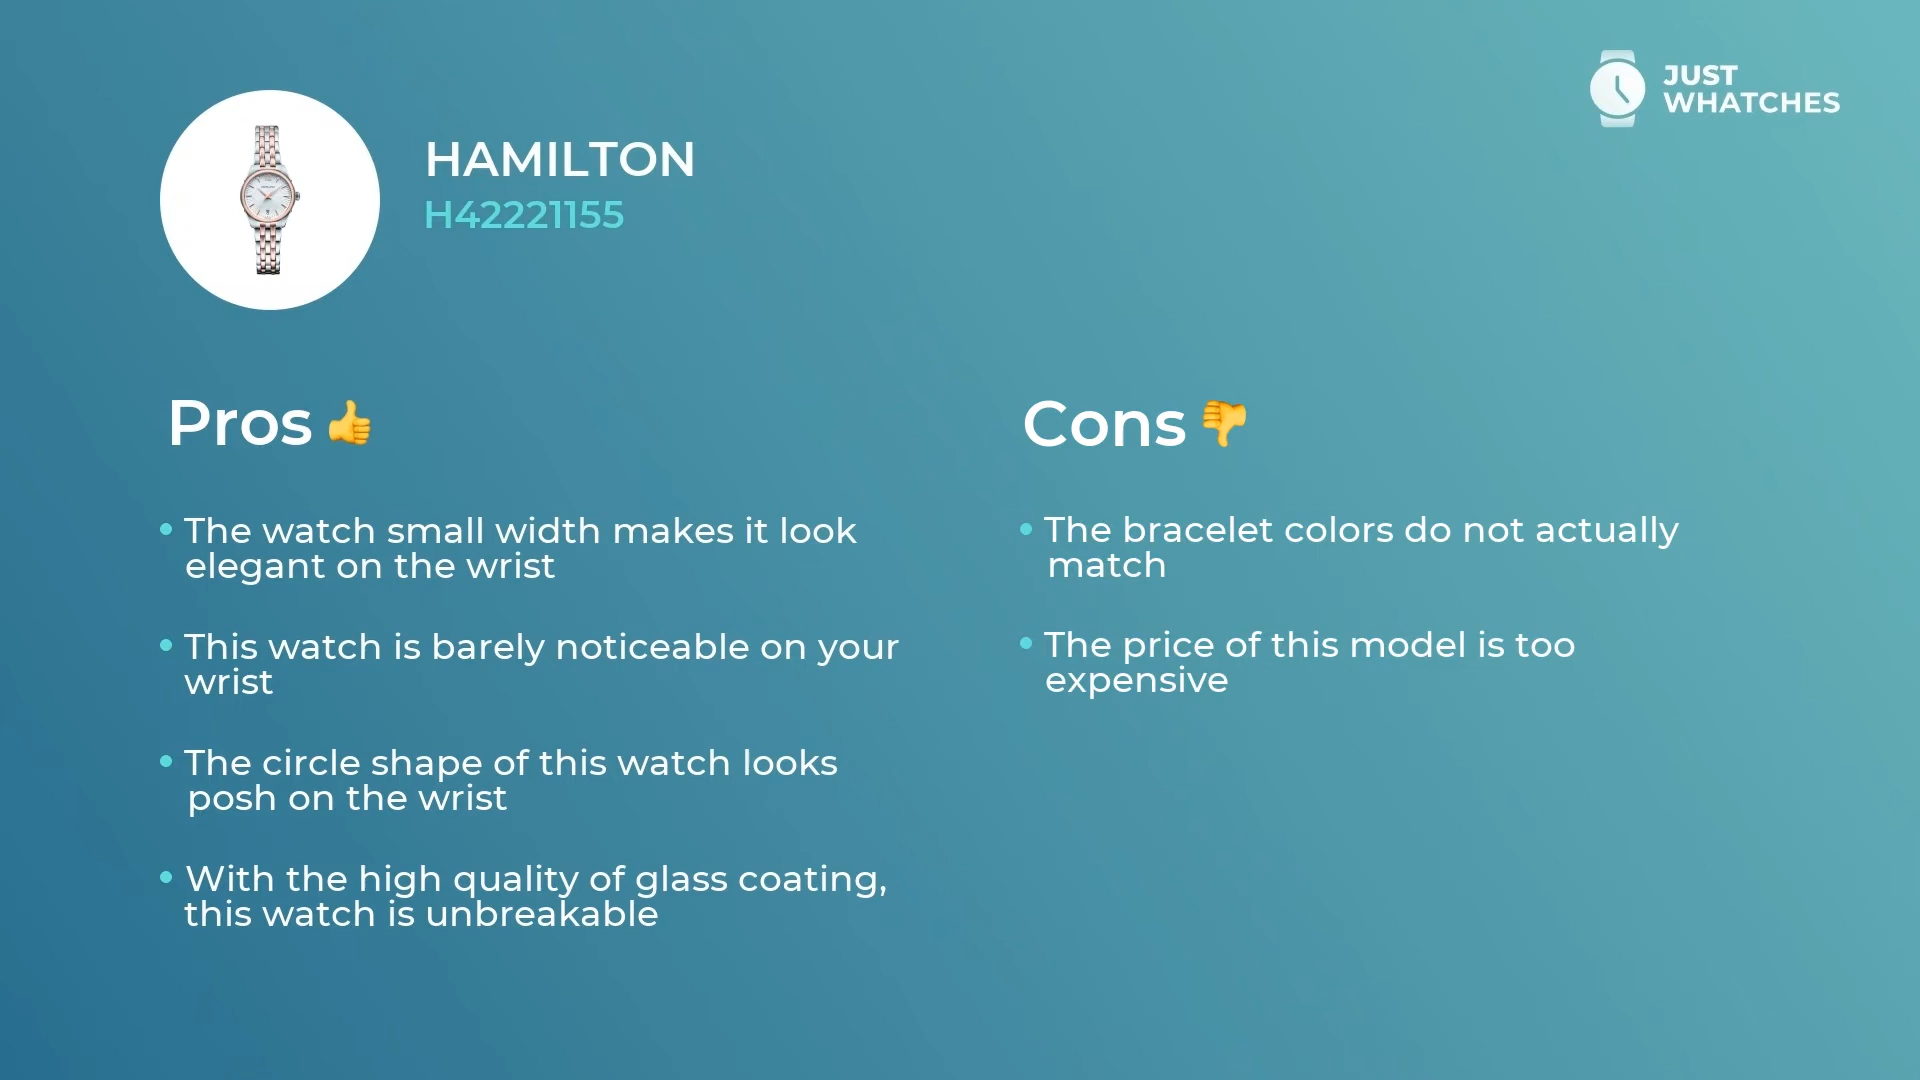 JUST
WHATCHES
HAMILTON
H42221155
Pros
The watch small width makes it look
elegant on the wrist
This watch is barely noticeable on your
wrist
The circle shape of this watch looks
posh on the wrist
With the high quality of glass coating,
this watch is unbreakable
Cons
The bracelet colors do not actually
match
The price of this model is too
expensive